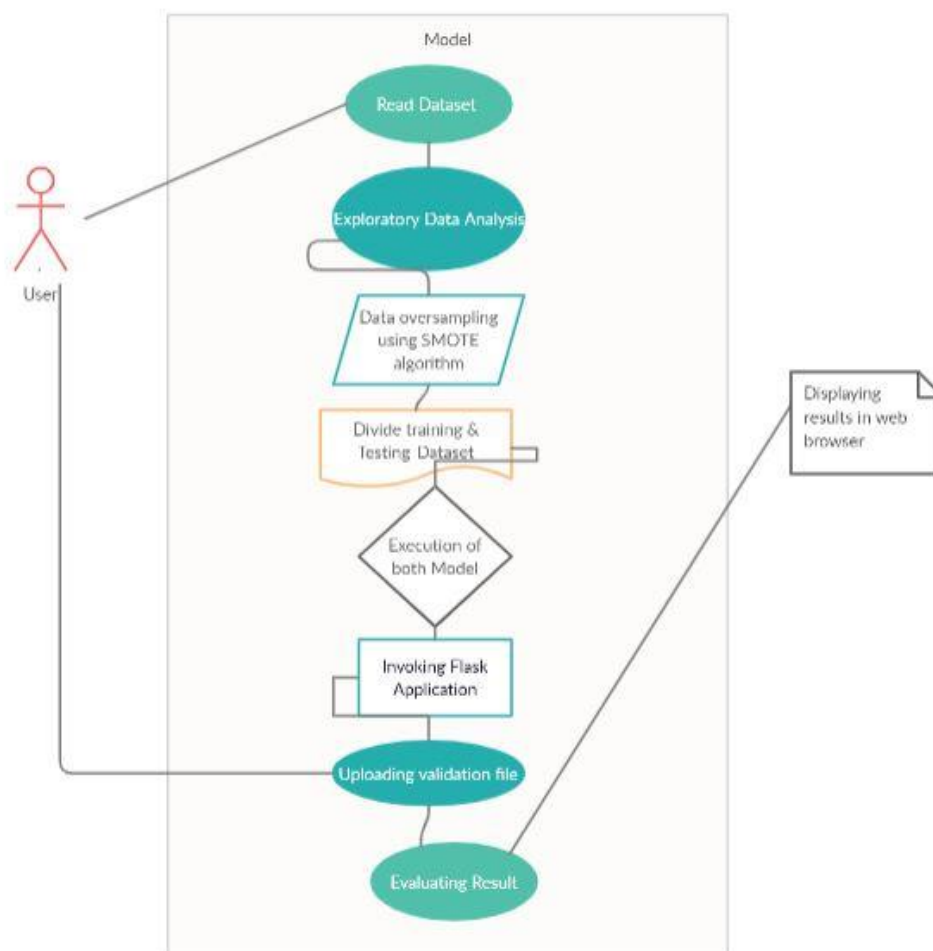 Model
Read Dataset
Exploratory Data Analysis
User
Data oversampling
using SMOTE
algorithm
Divide training &
Testing Dataset
Displaying
results in web
browser
Execution of
both Model
Invoking Flask
Application
Uploading validation file
Evaluating Result